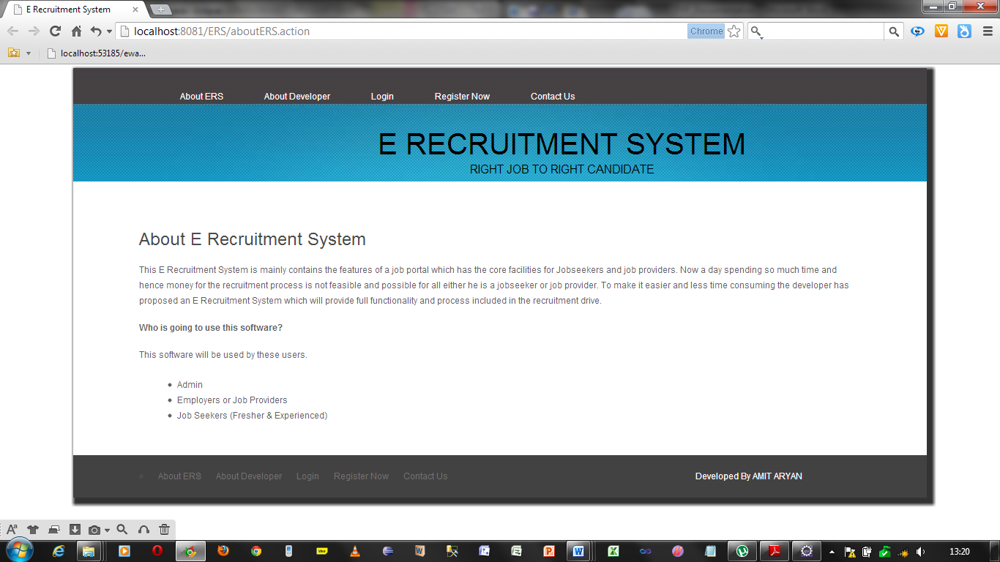 E Recruitment System
localhost:8081/ERS/aboutERS.action
Chrome
localhost:53185/ewa...
About ERS About Developer Login Register Now Contact Us
E RECRUITMENT SYSTEM
RIGHT JOB TO RIGHT CANDIDATE
About E Recruitment System
This E Recruitment System is mainly contains the features of a job portal which has the core facilities for Jobseekers and job providers. Now a day spending so much time and
hence money for the recruitment process is not feasible and possible for all either he is a jobseeker or job provider. To make it easier and less time consuming the developer has
proposed an E Recruitment System which will provide full functionality and process included in the recruitment drive.
Who is going to use this software?
This software will be used by these users.
Admin
Employers or Job Providers
Job Seekers (Fresher & Experienced)
About ERS About Developer Login Register Now Contact Us
Developed By AMIT ARYAN
13:20